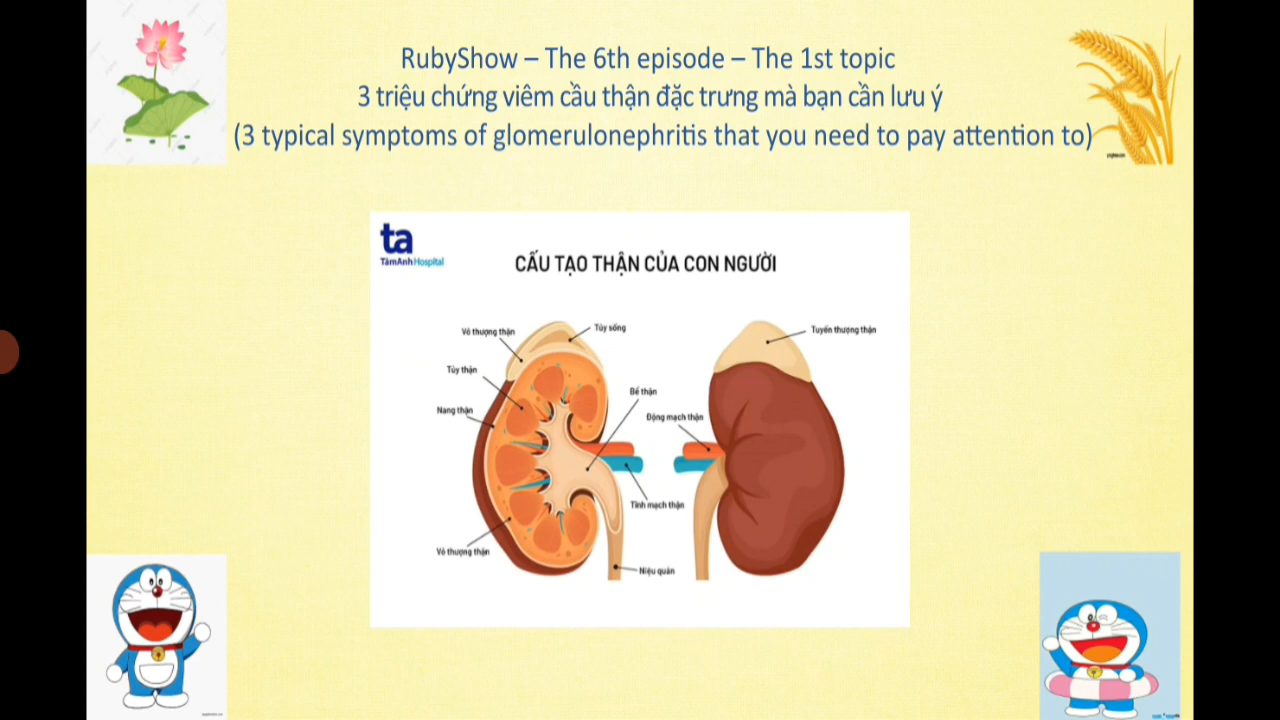 RubyShow – The 6th episode – The 1st topic
3 triệu chứng viêm cầu thận đặc trưng mà bạn cần lưu ý
(3 typical symptoms of glomerulonephritis that you need to pay attention to)
ta
TâmAnh Hospital
CẤU TẠO THẬN CỦA CON NGƯỜI
Vỏ thượng thận
Tủy sống
Tuyến thượng thận
Tủy thận
Bể thận
Nang thận
Động mạch thận
Tĩnh mạch thận
Vỏ thượng thận
Niệu quản